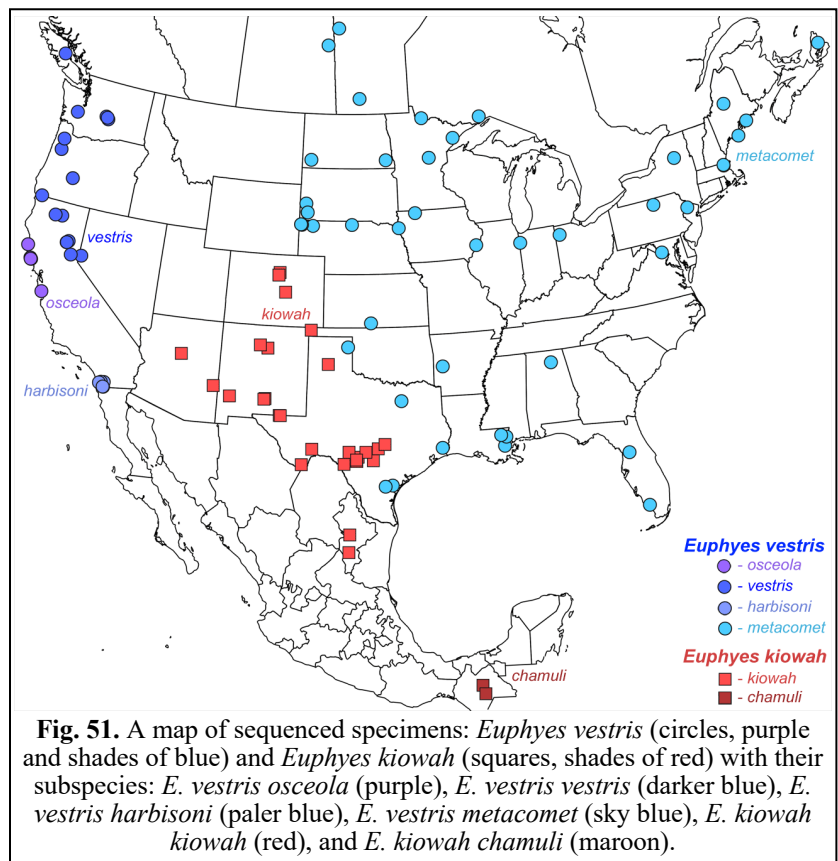 metacomet
vestris
osceola
kiowah
harbisoni
Euphyes vestris
- osceola
- vestris
- harbisoni
- metacomet
Euphyes kiowah
- kiowah
- chamuli
chamuli
Fig. 51. A map of sequenced specimens: Euphyes vestris (circles, purple
and shades of blue) and Euphyes kiowah (squares, shades of red) with their
subspecies: E. vestris osceola (purple), E. vestris vestris (darker blue), E.
vestris harbisoni (paler blue), E. vestris metacomet (sky blue), E. kiowah
kiowah (red), and E. kiowah chamuli (maroon).